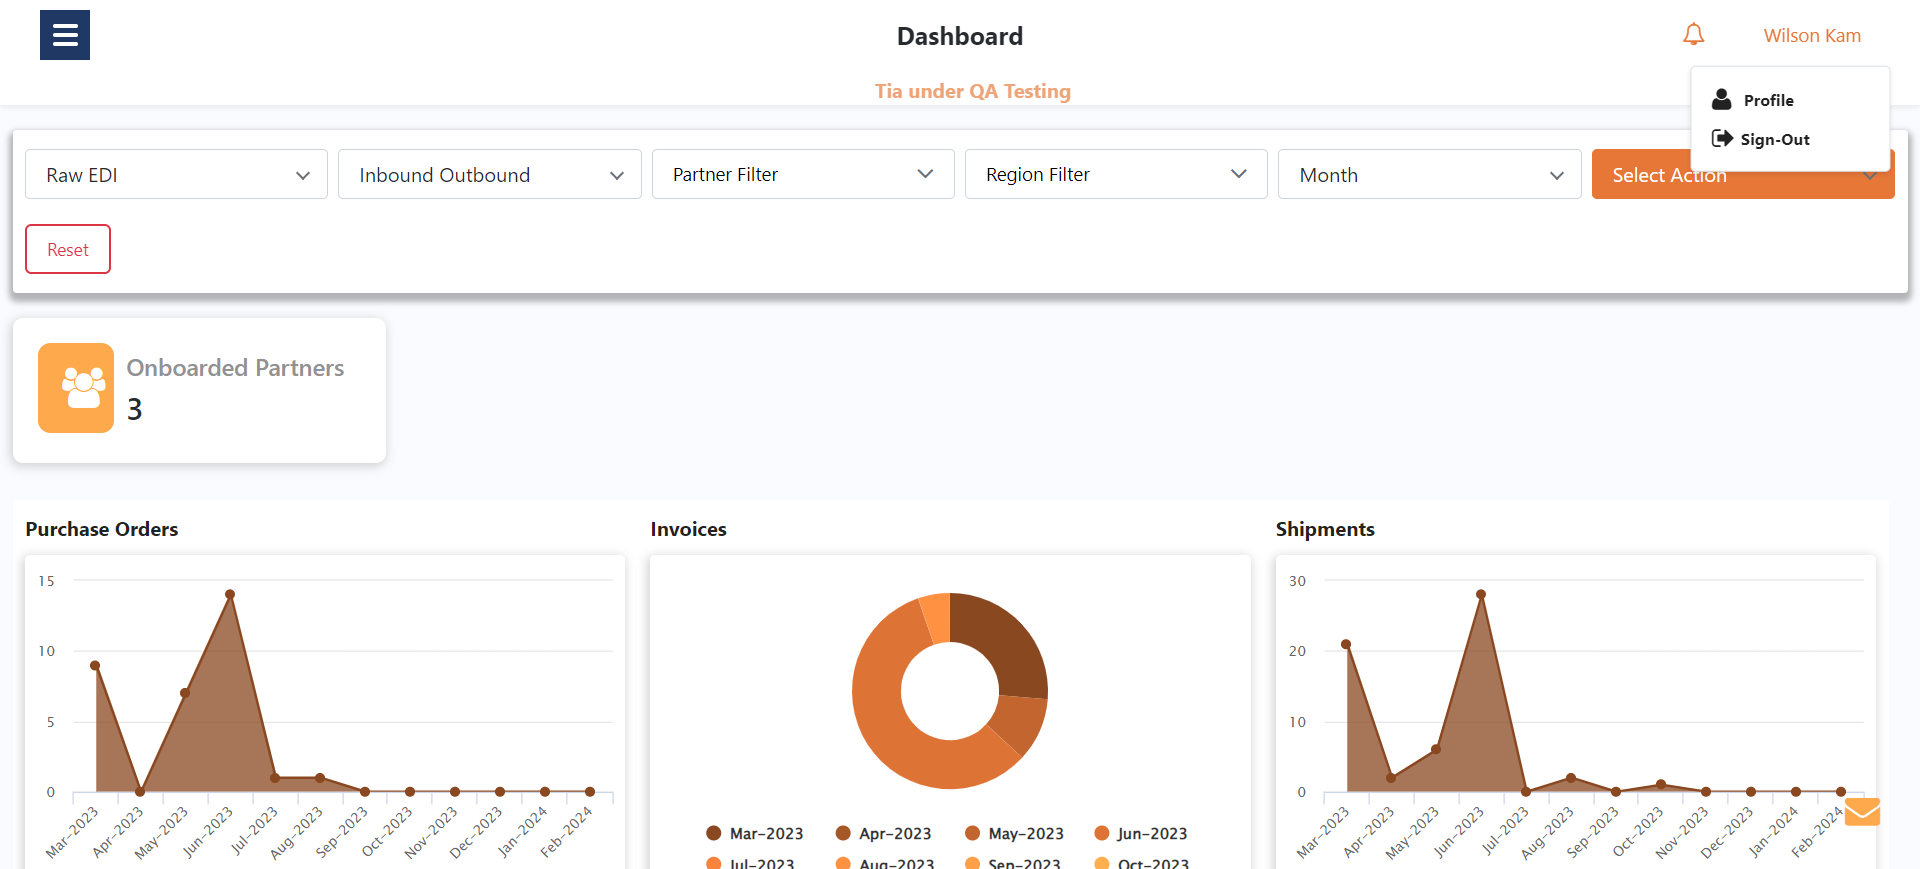 Dashboard
Wilson Kam
Tia under QA Testing
Profile
Sign-Out
Raw EDI
Inbound Outbound
Partner Filter
Region Filter
Month
Select Action
Reset
Onboarded Partners
3
Purchase Orders
15
10
5
0
Mar-2023
Apr-2023
May-2023
Jun-2023
Jul-2023
Aug-2023
Sep-2023
Oct-2023
Nov-2023
Dec-2023
Jan-2024
Feb-2024
Invoices
Mar-2023
Apr-2023
May-2023
Jun-2023
Jul-2023
Aug-2023
Sep-2023
Oct-2023
Shipments
30
20
10
0
Mar-2023
Apr-2023
May-2023
Jun-2023
Jul-2023
Aug-2023
Sep-2023
Oct-2023
Nov-2023
Dec-2023
Jan-2024
Feb-2024